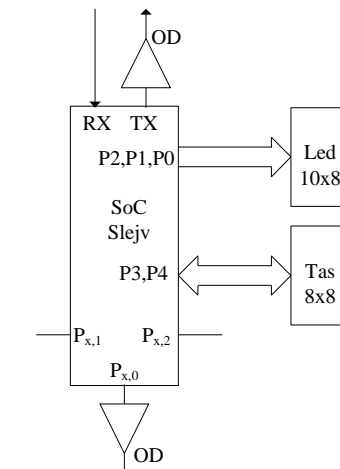 OD
RX TX
P2,P1,P0
Led
10x8
SoC
Slejv
P3,P4
Tas
8x8
Px,1
Px,2
Px,0
OD